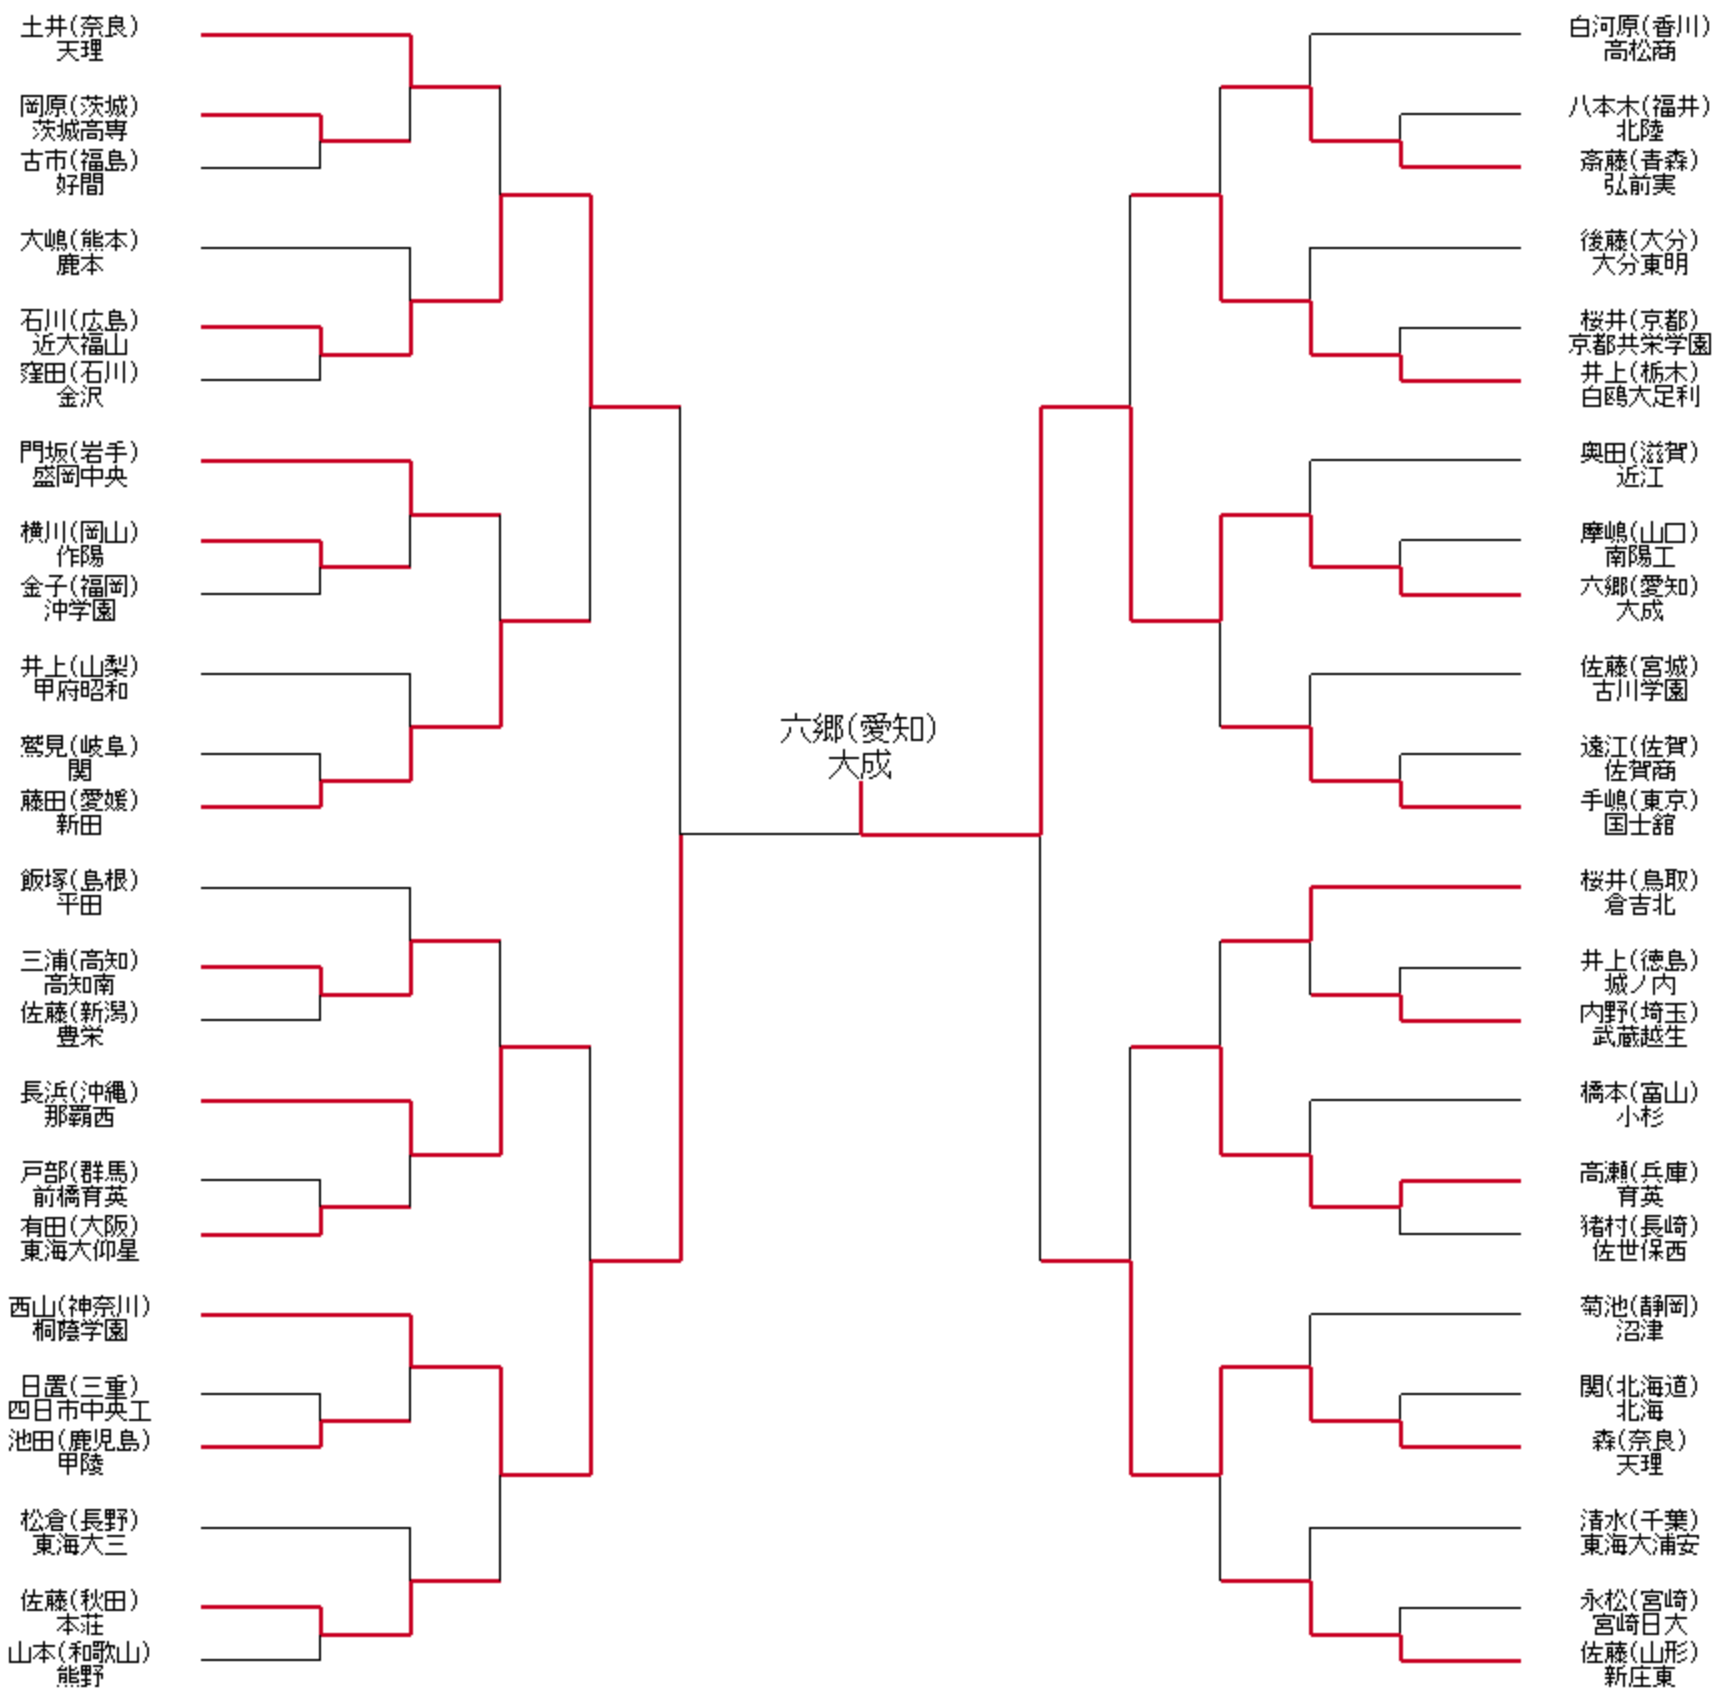 土井(奈良)
天理
岡原(茨城)
茨城高専
古市(福島)
好間
大嶋(熊本)
鹿本
石川(広島)
近大福山
窪田(石川)
金沢
門坂(岩手)
盛岡中央
横川(岡山)
作陽
金子(福岡)
沖学園
井上(山梨)
甲府昭和
鷲見(岐阜)
関
藤田(愛媛)
新田
飯塚(島根)
平田
三浦(高知)
高知南
佐藤(新潟)
豊栄
長浜(沖縄)
那覇西
戸部(群馬)
前橋育英
有田(大阪)
東海大仰星
西山(神奈川)
桐蔭学園
日置(三重)
四日市中央工
池田(鹿児島)
甲陵
松倉(長野)
東海大三
佐藤(秋田)
本荘
山本(和歌山)
熊野
六郷(愛知)
大成
白河原(香川)
高松商
八本木(福井)
北陸
斎藤(青森)
弘前実
後藤(大分)
大分東明
桜井(京都)
京都共栄学園
井上(栃木)
白鴎大足利
奥田(滋賀)
近江
摩嶋(山口)
南陽工
六郷(愛知)
大成
佐藤(宮城)
古川学園
遠江(佐賀)
佐賀商
手嶋(東京)
国士舘
桜井(鳥取)
倉吉北
井上(徳島)
城ノ内
内野(埼玉)
武蔵越生
橋本(富山)
小杉
高瀬(兵庫)
育英
猪村(長崎)
佐世保西
菊池(静岡)
沼津
関(北海道)
北海
森(奈良)
天理
清水(千葉)
東海大浦安
永松(宮崎)
宮崎日大
佐藤(山形)
新庄東